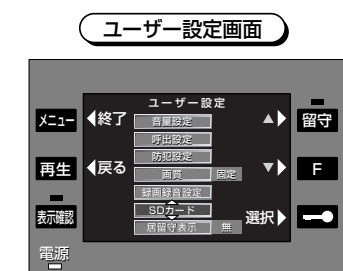 ユーザー設定画面
ユーザー設定
メニュー
終了
音量設定
留守
呼出設定
防犯設定
再生
戻る
画質 固定
F
録画録音設定
SDカード
表示確認
居留守表示 無
選択
電源